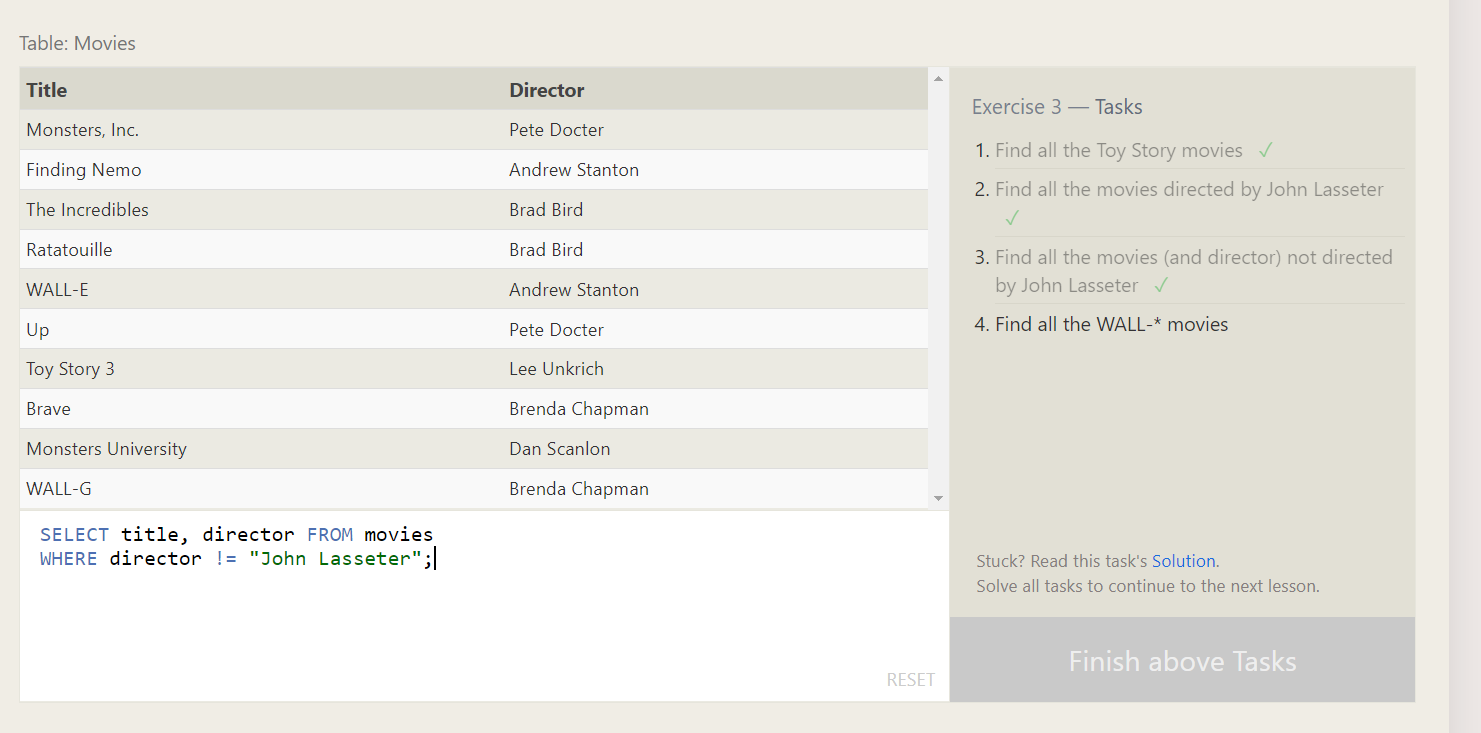 Table: Movies
Title Director
Monsters, Inc. Pete Docter
Finding Nemo Andrew Stanton
The Incredibles Brad Bird
Ratatouille Brad Bird
WALL-E Andrew Stanton
Up Pete Docter
Toy Story 3 Lee Unkrich
Brave Brenda Chapman
Monsters University Dan Scanlon
WALL-G Brenda Chapman
SELECT title, director FROM movies
WHERE director != "John Lasseter";
RESET
Exercise 3 — Tasks
1. Find all the Toy Story movies ✓
2. Find all the movies directed by John Lasseter
✓
3. Find all the movies (and director) not directed
by John Lasseter ✓
4. Find all the WALL-* movies
Stuck? Read this task's Solution.
Solve all tasks to continue to the next lesson.
Finish above Tasks